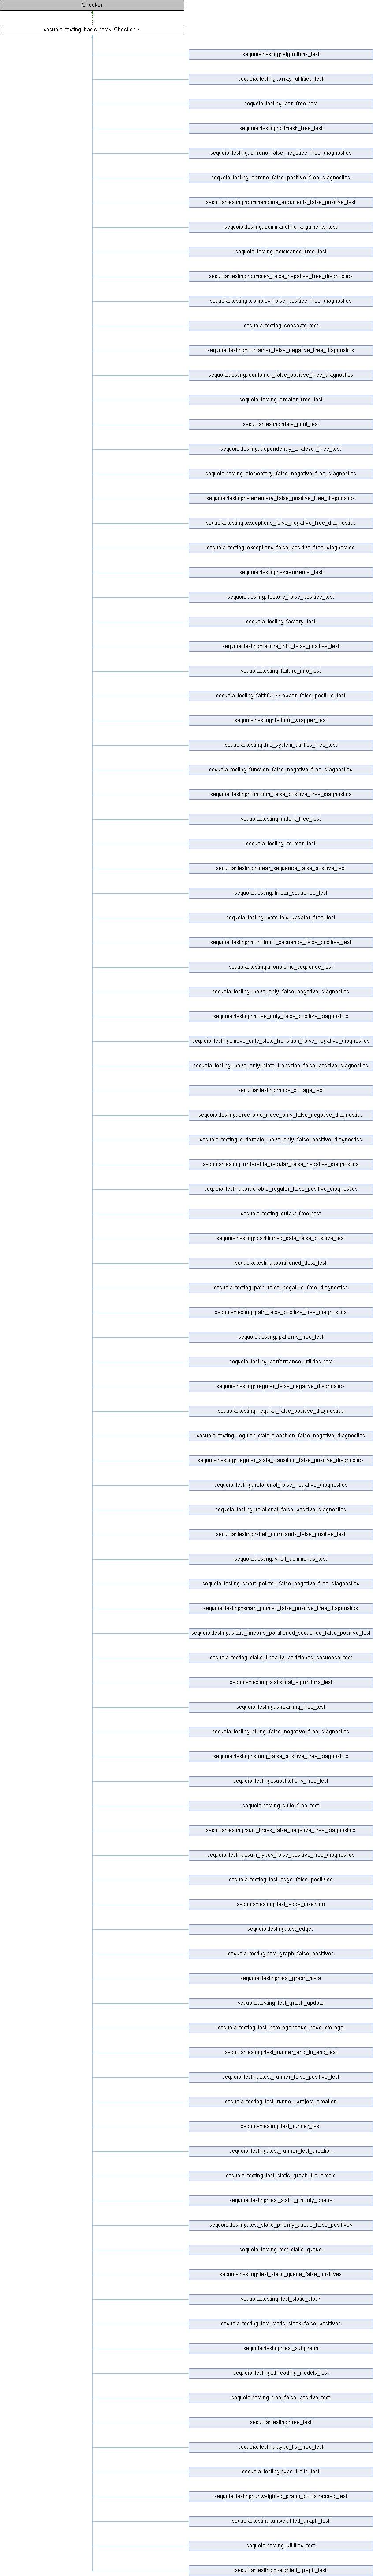 Checker
sequoia::testing::basic_test< Checker >
sequoia::testing::algorithms_test
sequoia::testing::array_utilities_test
sequoia::testing::bar_free_test
sequoia::testing::bitmask_free_test
sequoia::testing::chrono_false_negative_free_diagnostics
sequoia::testing::chrono_false_positive_free_diagnostics
sequoia::testing::commandline_arguments_false_positive_test
sequoia::testing::commandline_arguments_test
sequoia::testing::commands_free_test
sequoia::testing::complex_false_negative_free_diagnostics
sequoia::testing::complex_false_positive_free_diagnostics
sequoia::testing::concepts_test
sequoia::testing::container_false_negative_free_diagnostics
sequoia::testing::container_false_positive_free_diagnostics
sequoia::testing::creator_free_test
sequoia::testing::data_pool_test
sequoia::testing::dependency_analyzer_free_test
sequoia::testing::elementary_false_negative_free_diagnostics
sequoia::testing::elementary_false_positive_free_diagnostics
sequoia::testing::exceptions_false_negative_free_diagnostics
sequoia::testing::exceptions_false_positive_free_diagnostics
sequoia::testing::experimental_test
sequoia::testing::factory_false_positive_test
sequoia::testing::factory_test
sequoia::testing::failure_info_false_positive_test
sequoia::testing::failure_info_test
sequoia::testing::faithful_wrapper_false_positive_test
sequoia::testing::faithful_wrapper_test
sequoia::testing::file_system_utilities_free_test
sequoia::testing::function_false_negative_free_diagnostics
sequoia::testing::function_false_positive_free_diagnostics
sequoia::testing::indent_free_test
sequoia::testing::iterator_test
sequoia::testing::linear_sequence_false_positive_test
sequoia::testing::linear_sequence_test
sequoia::testing::materials_updater_free_test
sequoia::testing::monotonic_sequence_false_positive_test
sequoia::testing::monotonic_sequence_test
sequoia::testing::move_only_false_negative_diagnostics
sequoia::testing::move_only_false_positive_diagnostics
sequoia::testing::move_only_state_transition_false_negative_diagnostics
sequoia::testing::move_only_state_transition_false_positive_diagnostics
sequoia::testing::node_storage_test
sequoia::testing::orderable_move_only_false_negative_diagnostics
sequoia::testing::orderable_move_only_false_positive_diagnostics
sequoia::testing::orderable_regular_false_negative_diagnostics
sequoia::testing::orderable_regular_false_positive_diagnostics
sequoia::testing::output_free_test
sequoia::testing::partitioned_data_false_positive_test
sequoia::testing::partitioned_data_test
sequoia::testing::path_false_negative_free_diagnostics
sequoia::testing::path_false_positive_free_diagnostics
sequoia::testing::patterns_free_test
sequoia::testing::performance_utilities_test
sequoia::testing::regular_false_negative_diagnostics
sequoia::testing::regular_false_positive_diagnostics
sequoia::testing::regular_state_transition_false_negative_diagnostics
sequoia::testing::regular_state_transition_false_positive_diagnostics
sequoia::testing::relational_false_negative_diagnostics
sequoia::testing::relational_false_positive_diagnostics
sequoia::testing::shell_commands_false_positive_test
sequoia::testing::shell_commands_test
sequoia::testing::smart_pointer_false_negative_free_diagnostics
sequoia::testing::smart_pointer_false_positive_free_diagnostics
sequoia::testing::static_linearly_partitioned_sequence_false_positive_test
sequoia::testing::static_linearly_partitioned_sequence_test
sequoia::testing::statistical_algorithms_test
sequoia::testing::streaming_free_test
sequoia::testing::string_false_negative_free_diagnostics
sequoia::testing::string_false_positive_free_diagnostics
sequoia::testing::substitutions_free_test
sequoia::testing::suite_free_test
sequoia::testing::sum_types_false_negative_free_diagnostics
sequoia::testing::sum_types_false_positive_free_diagnostics
sequoia::testing::test_edge_false_positives
sequoia::testing::test_edge_insertion
sequoia::testing::test_edges
sequoia::testing::test_graph_false_positives
sequoia::testing::test_graph_meta
sequoia::testing::test_graph_update
sequoia::testing::test_heterogeneous_node_storage
sequoia::testing::test_runner_end_to_end_test
sequoia::testing::test_runner_false_positive_test
sequoia::testing::test_runner_project_creation
sequoia::testing::test_runner_test
sequoia::testing::test_runner_test_creation
sequoia::testing::test_static_graph_traversals
sequoia::testing::test_static_priority_queue
sequoia::testing::test_static_priority_queue_false_positives
sequoia::testing::test_static_queue
sequoia::testing::test_static_queue_false_positives
sequoia::testing::test_static_stack
sequoia::testing::test_static_stack_false_positives
sequoia::testing::test_subgraph
sequoia::testing::threading_models_test
sequoia::testing::tree_false_positive_test
sequoia::testing::tree_test
sequoia::testing::type_list_free_test
sequoia::testing::type_traits_test
sequoia::testing::unweighted_graph_bootstrapped_test
sequoia::testing::unweighted_graph_test
sequoia::testing::utilities_test
sequoia::testing::weighted_graph_test